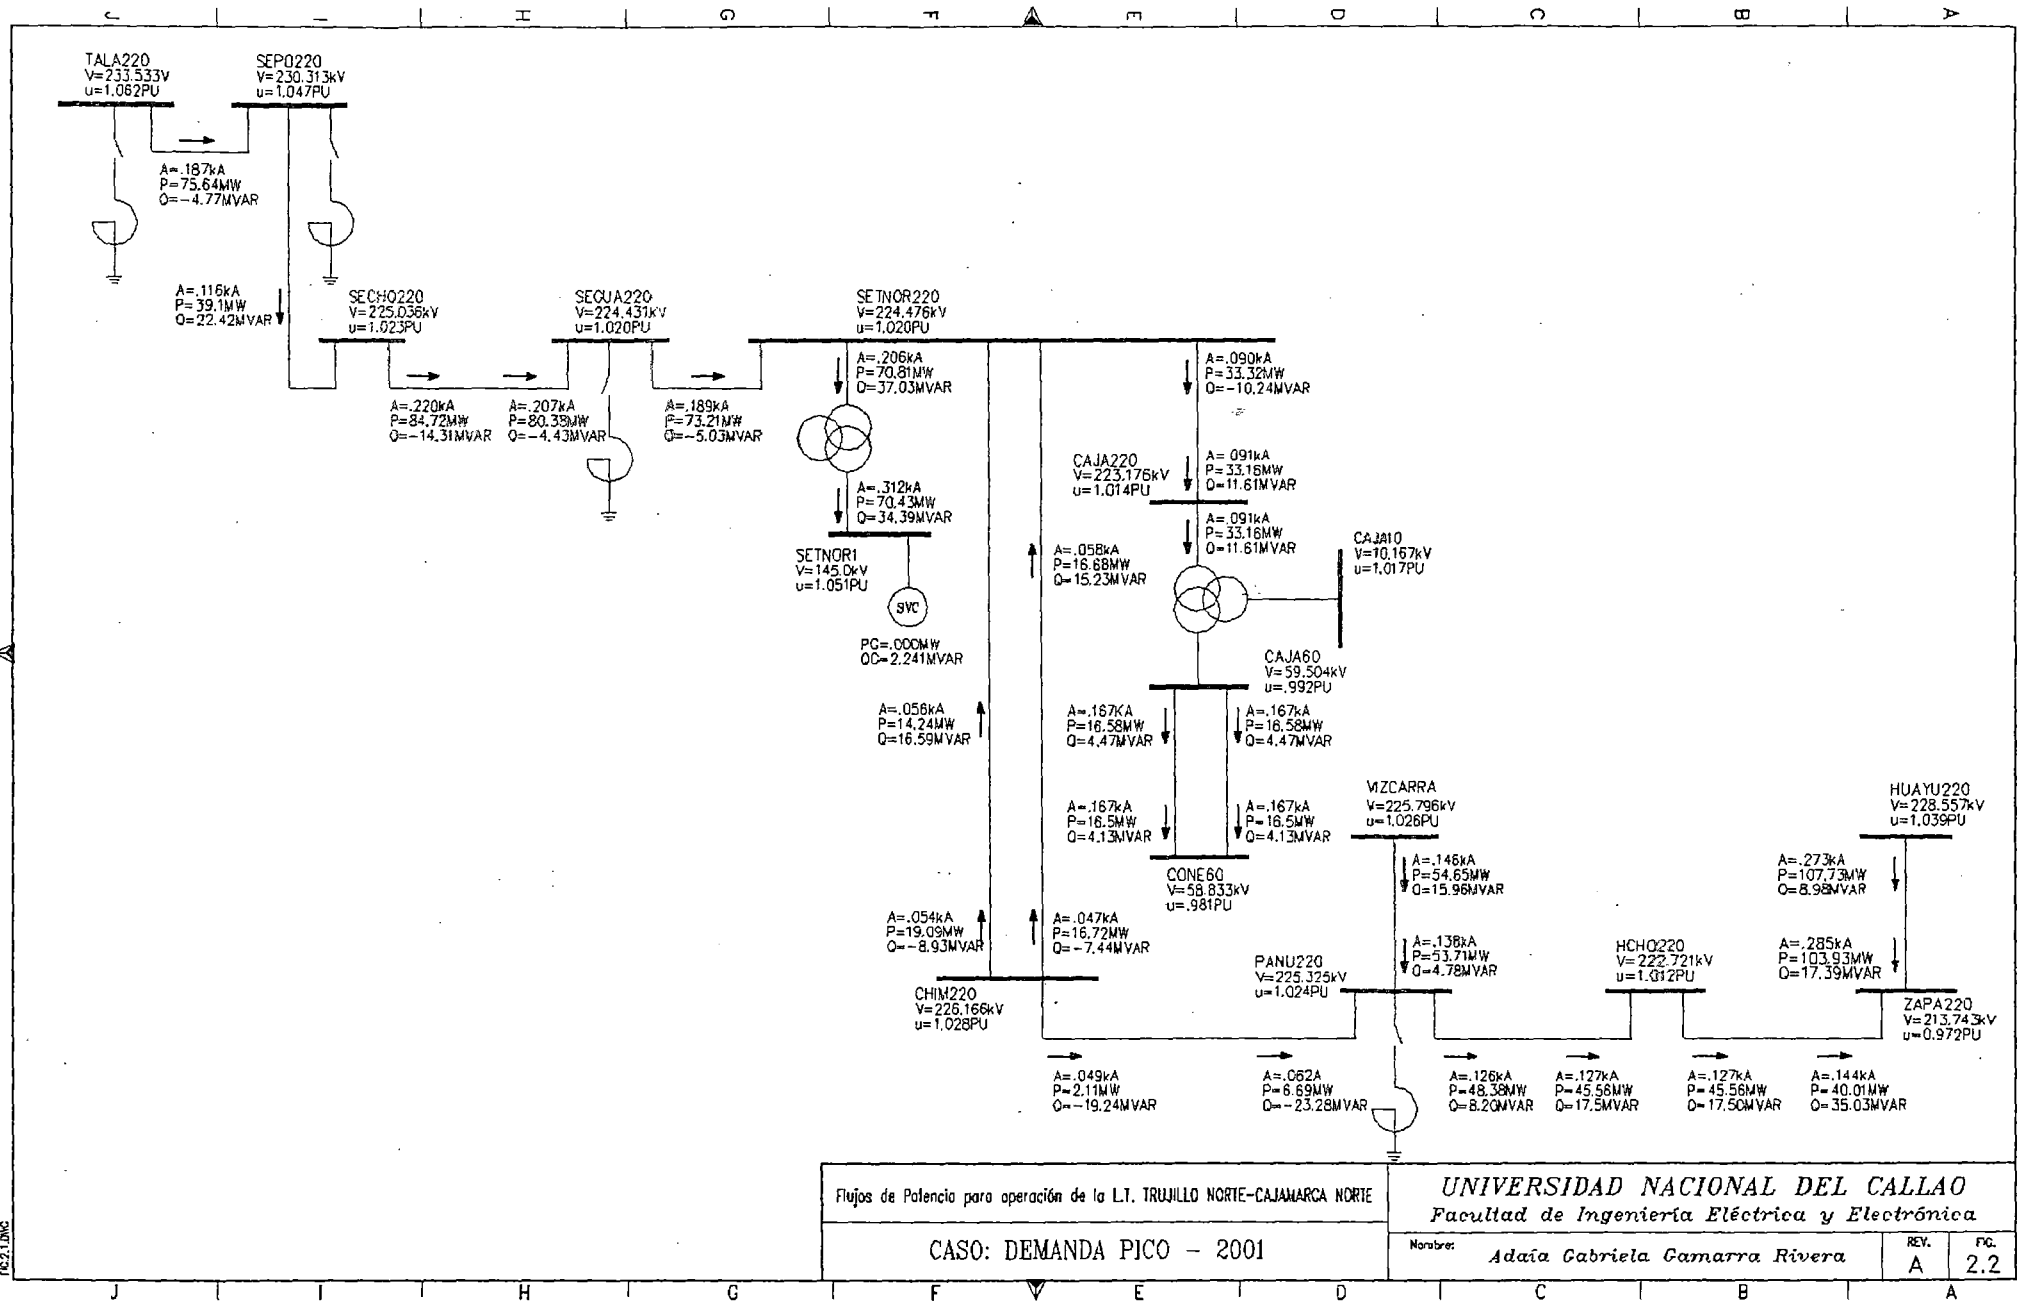 J I H G F E D C B A
TALA220
V=233.533V
u=1.062PU
SEPO220
V=230.313kV
u=1.047PU
A=.187kA
P=75.64MW
Q=-4.77MVAR
A=.116kA
P=39.1MW
Q=22.42MVAR
SECHO220
V=225.036kV
u=1.023PU
SEGUA220
V=224.431kV
u=1.020PU
SETNOR220
V=224.476kV
u=1.020PU
A=.220kA
P=84.72MW
Q=-14.31MVAR
A=.207kA
P=80.38MW
Q=-4.43MVAR
A=.189kA
P=73.21MW
Q=-5.03MVAR
A=.206kA
P=70.81MW
Q=37.03MVAR
A=.090kA
P=33.32MW
Q=-10.24MVAR
A=.312kA
P=70.43MW
Q=34.39MVAR
SETNOR1
V=145.0kV
u=1.051PU
SVC
PG=.000MW
QG=2.241MVAR
CAJA220
V=223.176kV
u=1.014PU
A=.091kA
P=33.16MW
Q=11.61MVAR
A=.091kA
P=33.16MW
Q=11.61MVAR
CAJA10
V=10.167kV
u=1.017PU
A=.058kA
P=16.68MW
Q=15.23MVAR
CAJA60
V=59.504kV
u=.992PU
A=.056kA
P=14.24MW
Q=16.59MVAR
A=.167KA
P=16.58MW
Q=4.47MVAR
A=.167kA
P=16.58MW
Q=4.47MVAR
A=.167kA
P=16.5MW
Q=4.13MVAR
A=.167kA
P=16.5MW
Q=4.13MVAR
CONE60
V=58.833kV
u=.981PU
VIZCARRA
V=225.796kV
u=1.026PU
HUAYU220
V=228.557kV
u=1.039PU
A=.146kA
P=54.65MW
Q=15.96MVAR
A=.273kA
P=107.73MW
Q=8.98MVAR
A=.054kA
P=19.09MW
Q=-8.93MVAR
A=.047kA
P=16.72MW
Q=-7.44MVAR
A=.138kA
P=53.71MW
Q=4.78MVAR
A=.285kA
P=103.93MW
Q=17.39MVAR
CHIM220
V=226.166kV
u=1.028PU
PANU220
V=225.325kV
u=1.024PU
HCHO220
V=222.721kV
u=1.012PU
ZAPA220
V=213.743kV
u=0.972PU
A=.049kA
P=2.11MW
Q=-19.24MVAR
A=.062A
P=6.69MW
Q=-23.28MVAR
A=.126kA
P=48.38MW
Q=8.20MVAR
A=.127kA
P=45.56MW
Q=17.5MVAR
A=.127kA
P=45.56MW
Q=17.50MVAR
A=.144kA
P=40.01MW
Q=35.03MVAR
Flujos de Potencia para operación de la L.T. TRUJILLO NORTE-CAJAMARCA NORTE
CASO: DEMANDA PICO - 2001
UNIVERSIDAD NACIONAL DEL CALLAO
Facultad de Ingeniería Eléctrica y Electrónica
Nombre: Adaía Gabriela Gamarra Rivera
REV.
A
FIG.
2.2
FIG2.1.DWG
J I H G F E D C B A